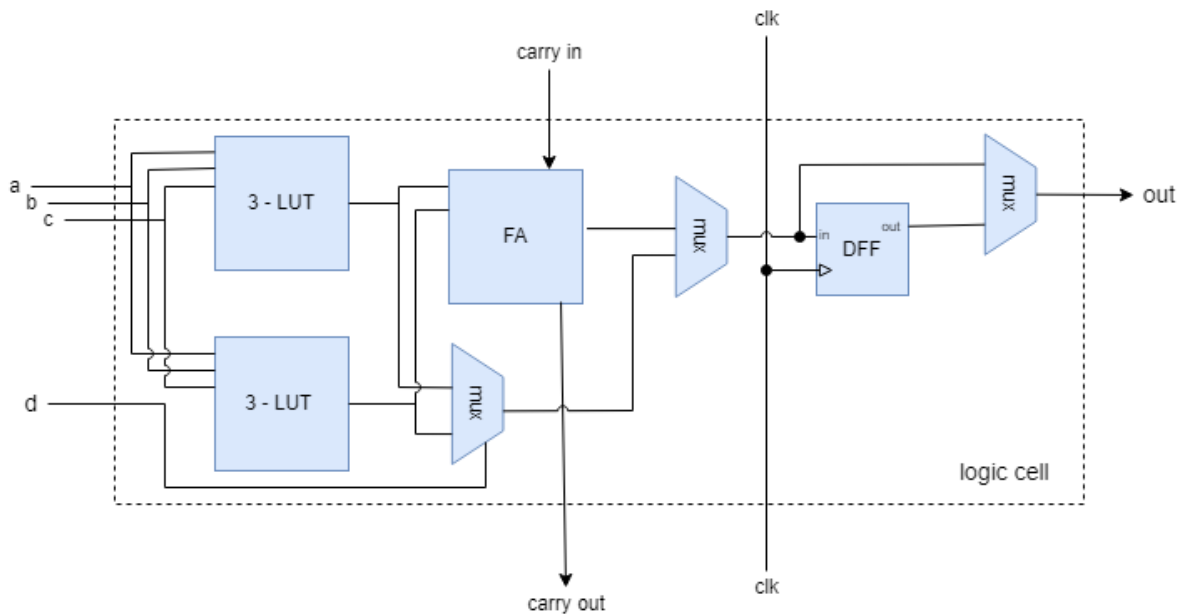 clk
carry in
a
b
c
3 - LUT
FA
mux
mux
in
out
DFF
out
3 - LUT
mux
d
logic cell
clk
carry out